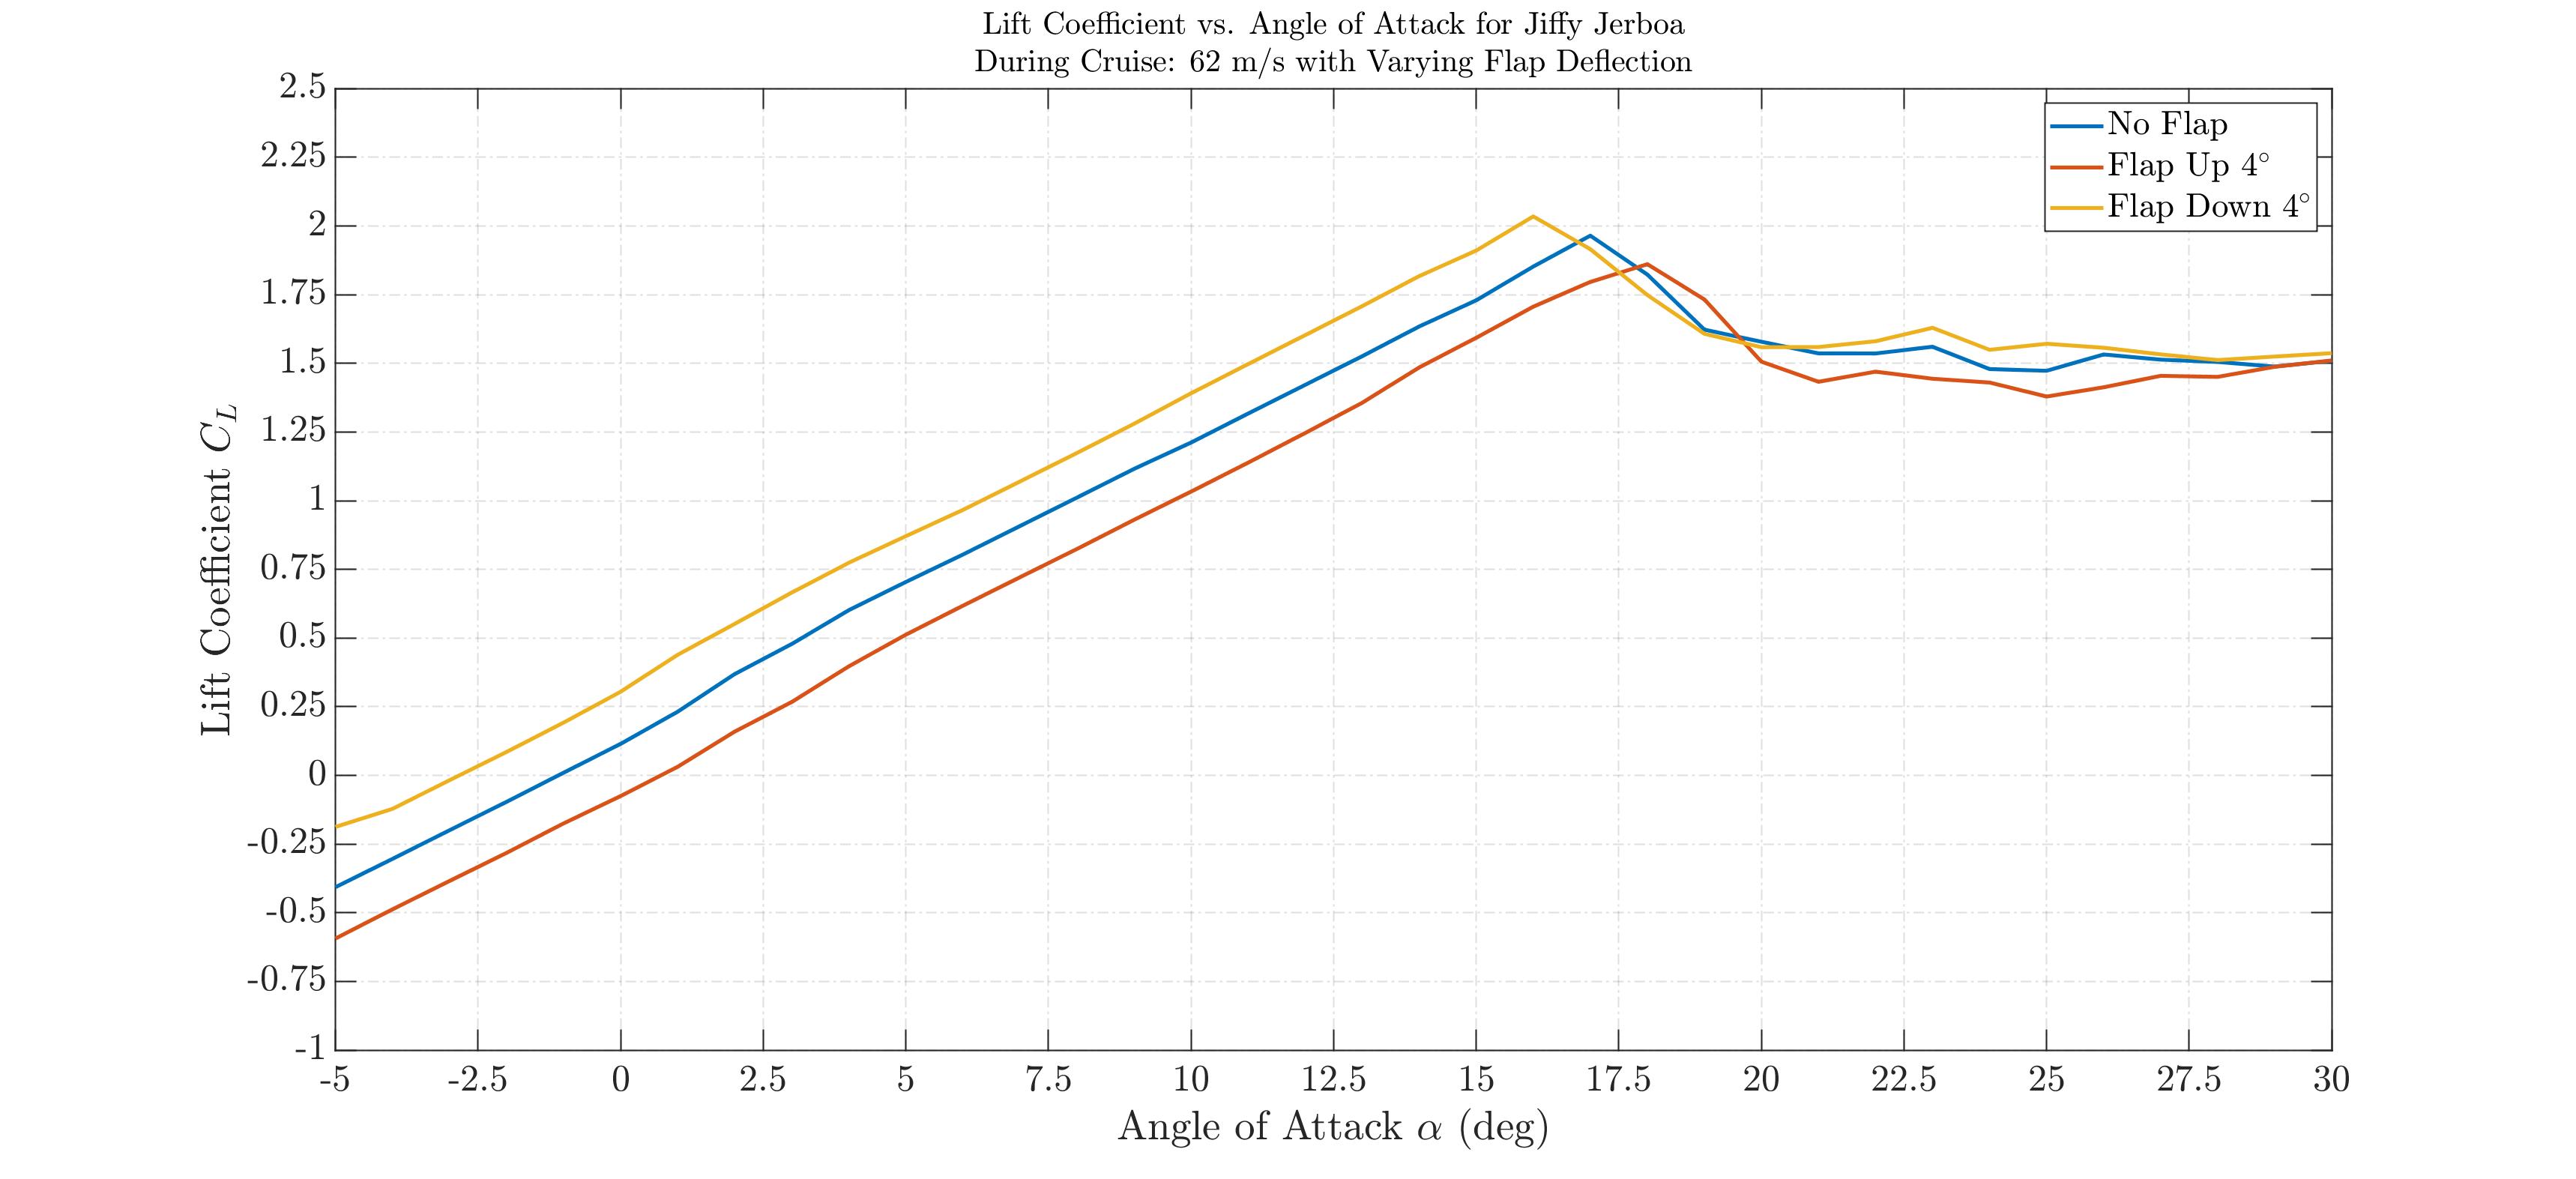 Lift Coefficient vs. Angle of Attack for Jiffy Jerboa
During Cruise: 62 m/s with Varying Flap Deflection
2.5
2.25
2
1.75
1.5
1.25
1
0.75
0.5
0.25
0
-0.25
-0.5
-0.75
-1
Lift Coefficient C_L
No Flap
Flap Up 4°
Flap Down 4°
-5 -2.5 0 2.5 5 7.5 10 12.5 15 17.5 20 22.5 25 27.5 30
Angle of Attack α (deg)